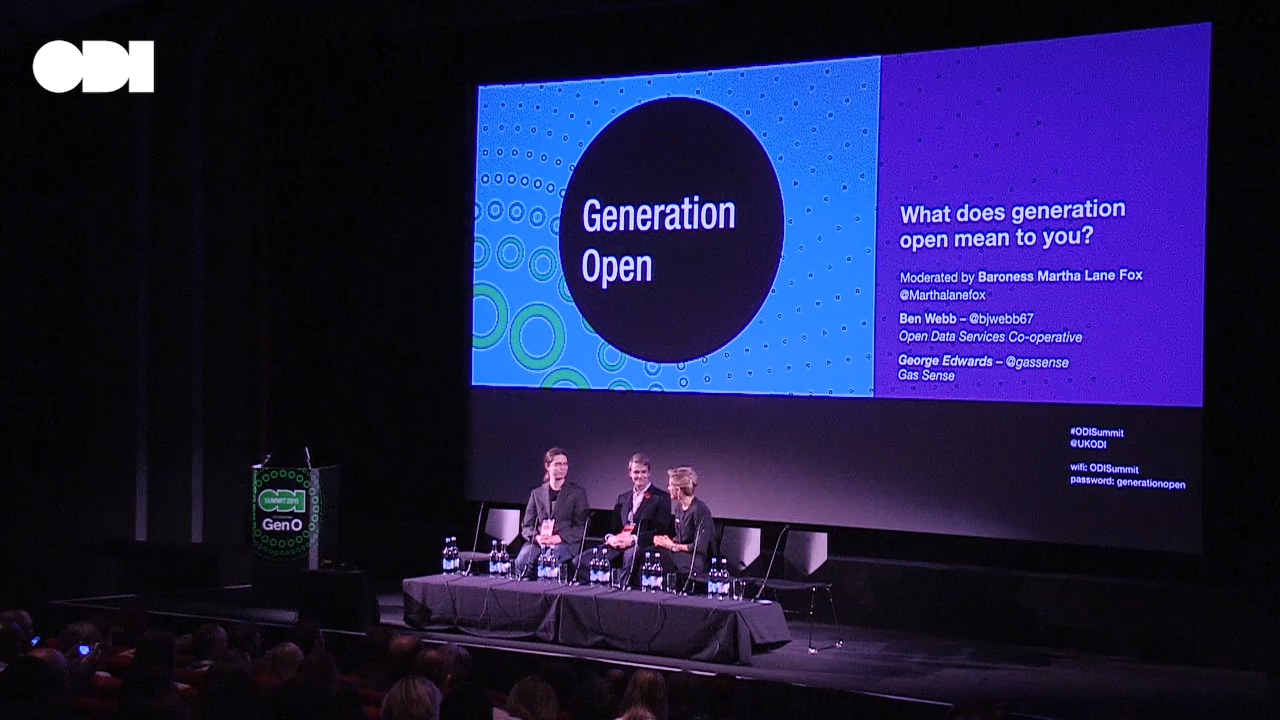 ODI
Generation
Open
What does generation
open mean to you?
Moderated by Baroness Martha Lane Fox
@Marthalanefox
Ben Webb – @bjwebb67
Open Data Services Co-operative
George Edwards – @gassense
Gas Sense
#ODISummit
@UKODI
wifi: ODISummit
password: generationopen
ODI
SUMMIT 2015
Gen O